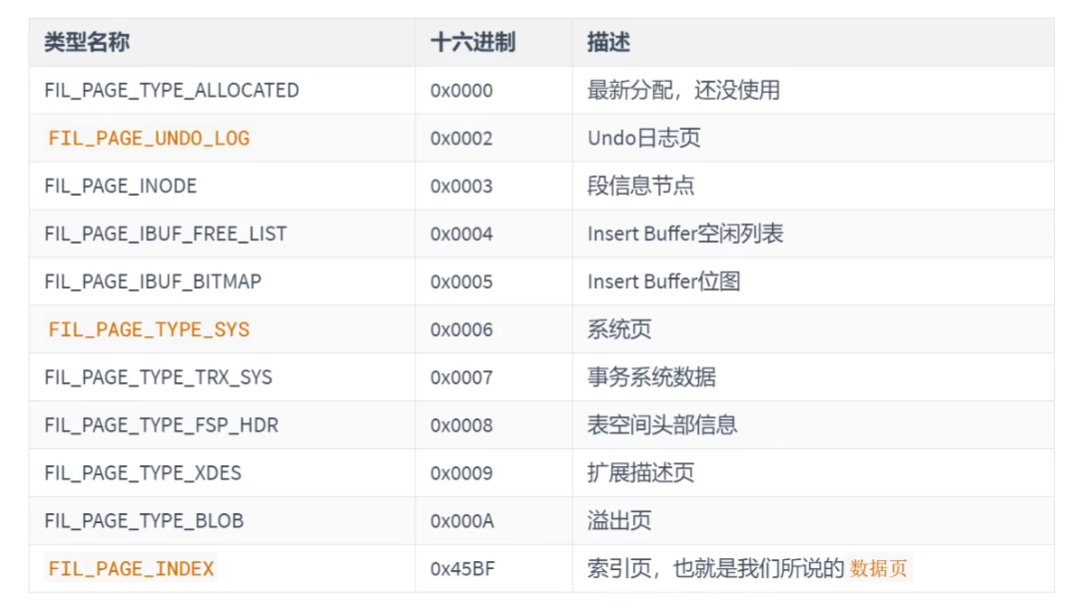 类型名称 十六进制 描述
FIL_PAGE_TYPE_ALLOCATED 0x0000 最新分配，还没使用
FIL_PAGE_UNDO_LOG 0x0002 Undo日志页
FIL_PAGE_INODE 0x0003 段信息节点
FIL_PAGE_IBUF_FREE_LIST 0x0004 Insert Buffer空闲列表
FIL_PAGE_IBUF_BITMAP 0x0005 Insert Buffer位图
FIL_PAGE_TYPE_SYS 0x0006 系统页
FIL_PAGE_TYPE_TRX_SYS 0x0007 事务系统数据
FIL_PAGE_TYPE_FSP_HDR 0x0008 表空间头部信息
FIL_PAGE_TYPE_XDES 0x0009 扩展描述页
FIL_PAGE_TYPE_BLOB 0x000A 溢出页
FIL_PAGE_INDEX 0x45BF 索引页，也就是我们所说的 数据页